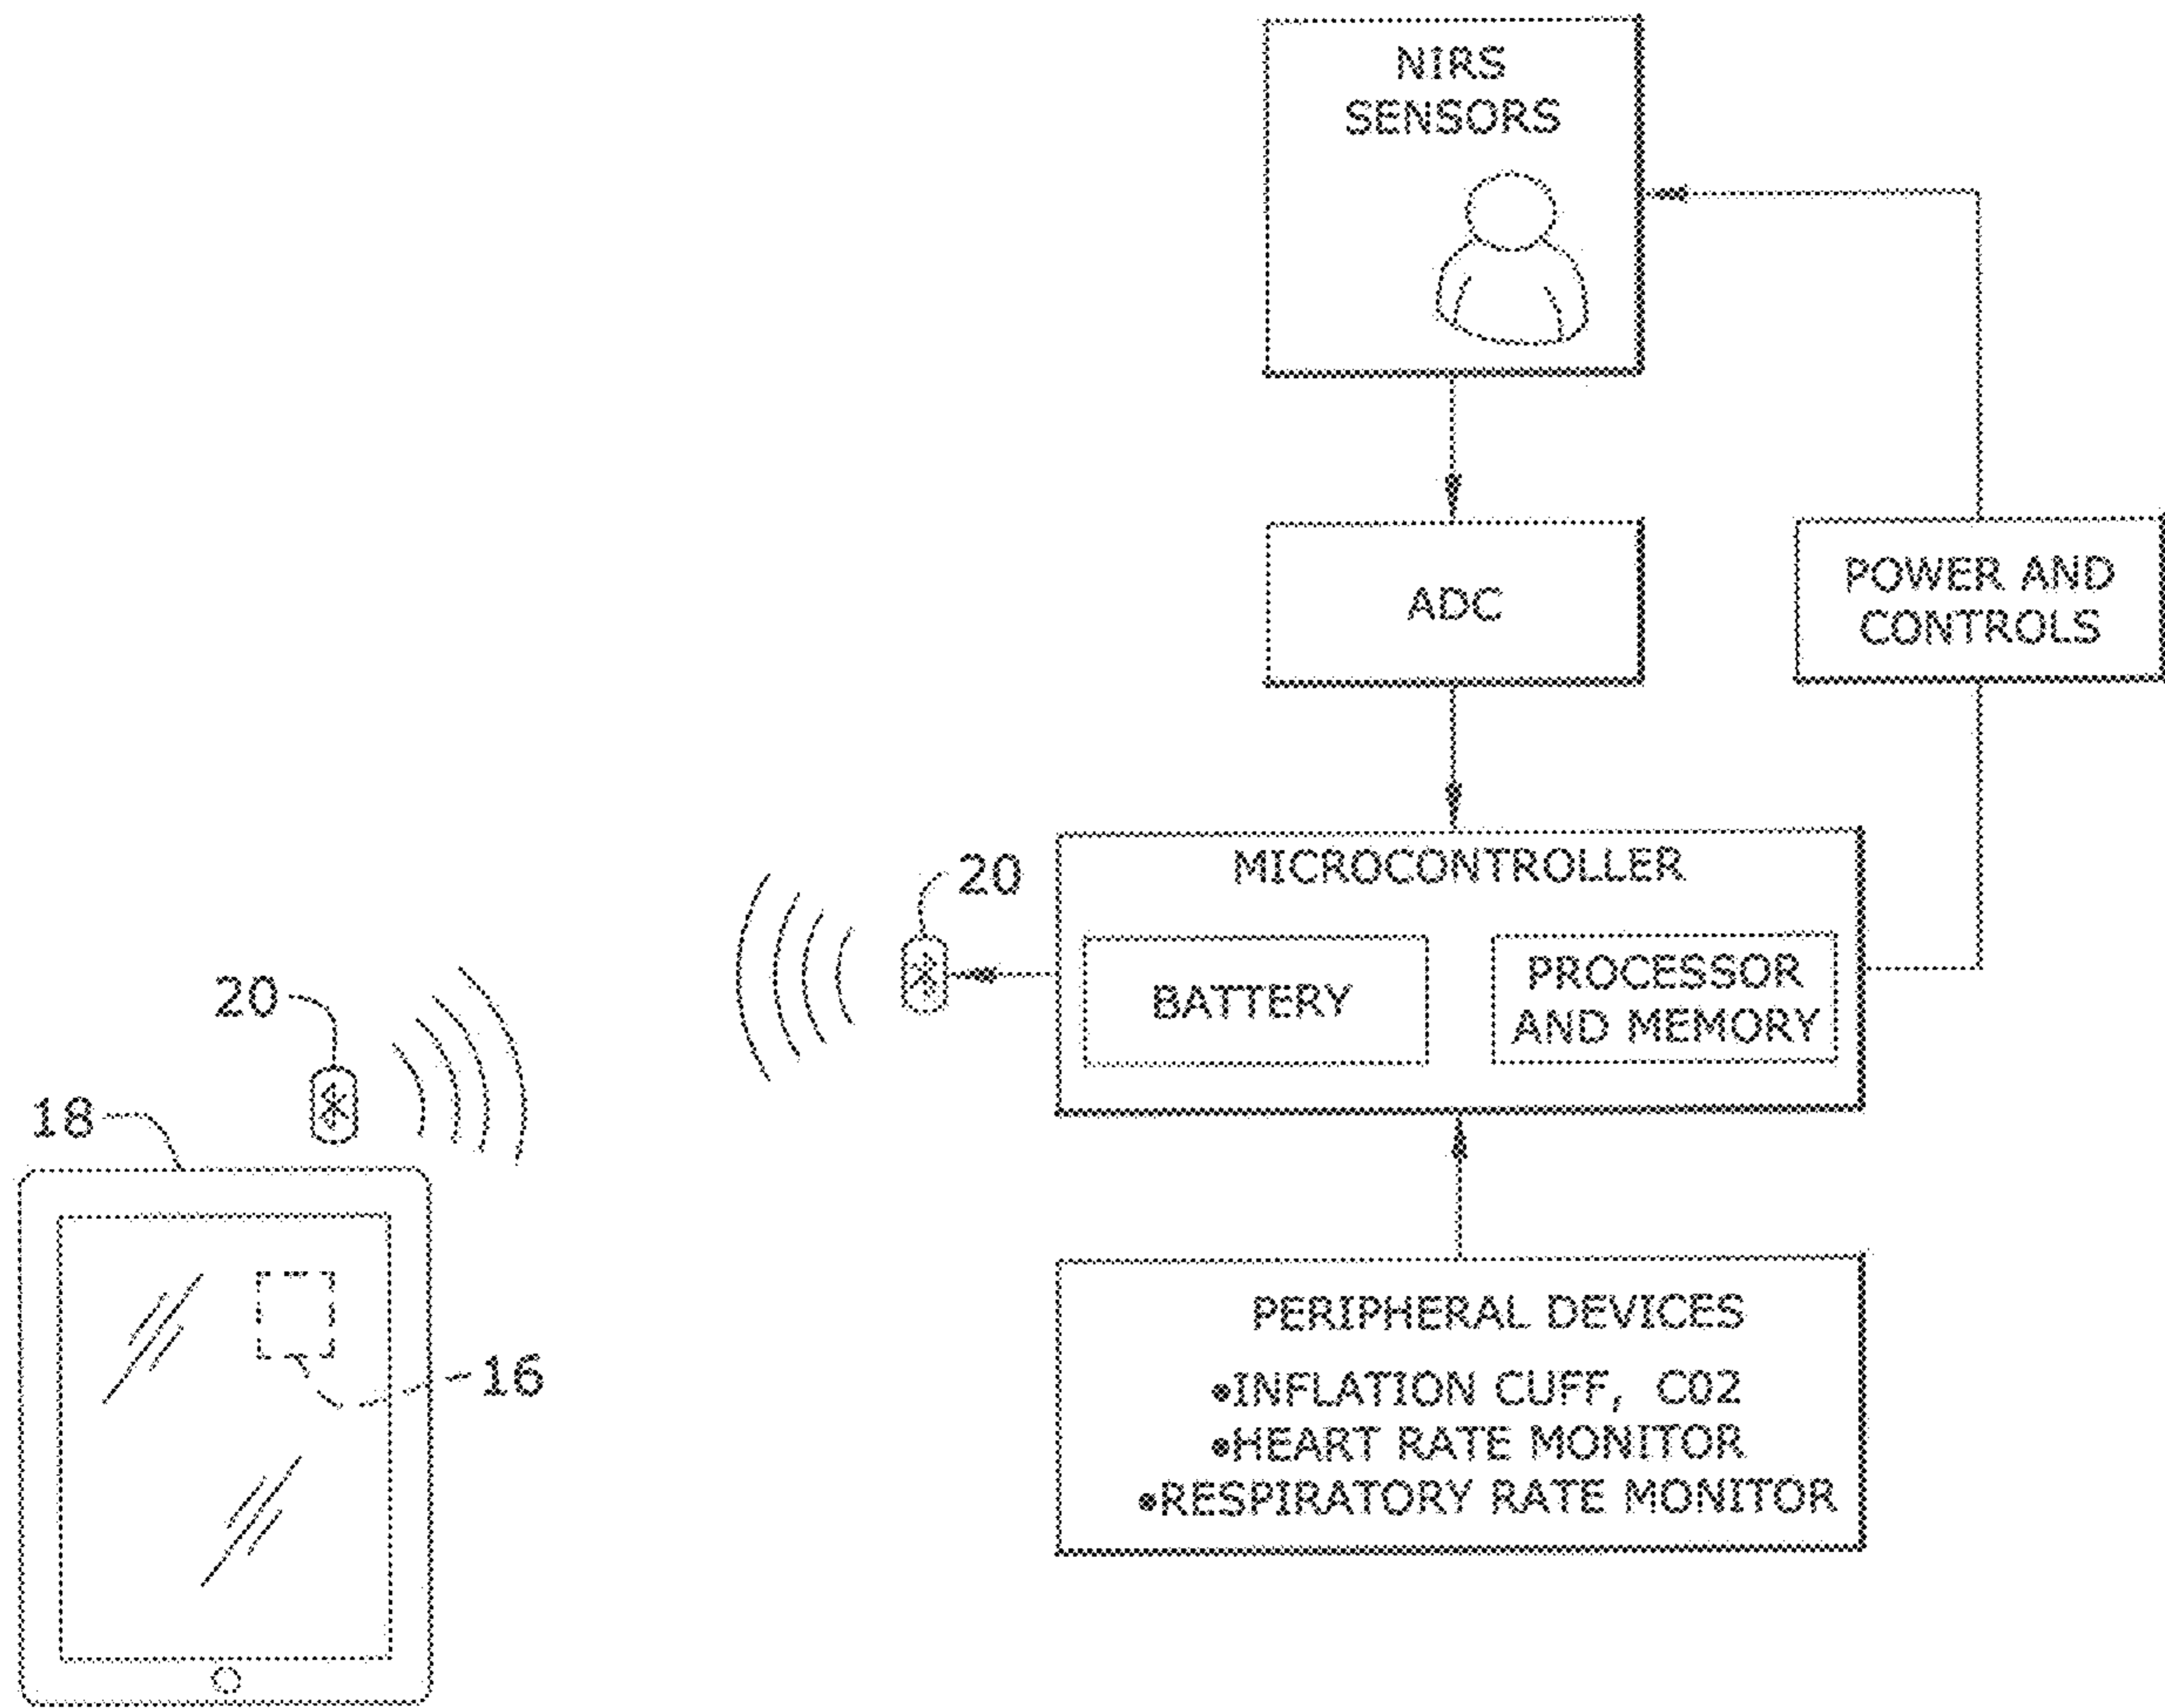 NIRS
SENSORS
ADC
POWER AND
CONTROLS
20
MICROCONTROLLER
BATTERY
PROCESSOR
AND MEMORY
20
18
16
PERIPHERAL DEVICES
•INFLATION CUFF, C02
•HEART RATE MONITOR
•RESPIRATORY RATE MONITOR